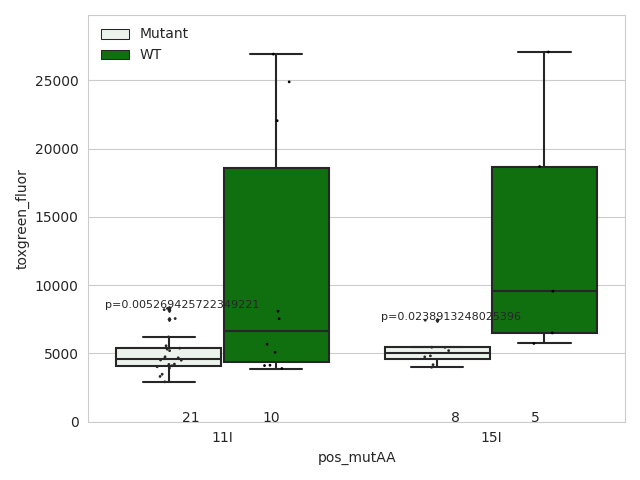 Mutant
WT
25000
20000
15000
10000
5000
0
toxgreen_fluor
p=0.005269425722349221
p=0.0238913248025396
21
10
8
5
11I
15I
pos_mutAA